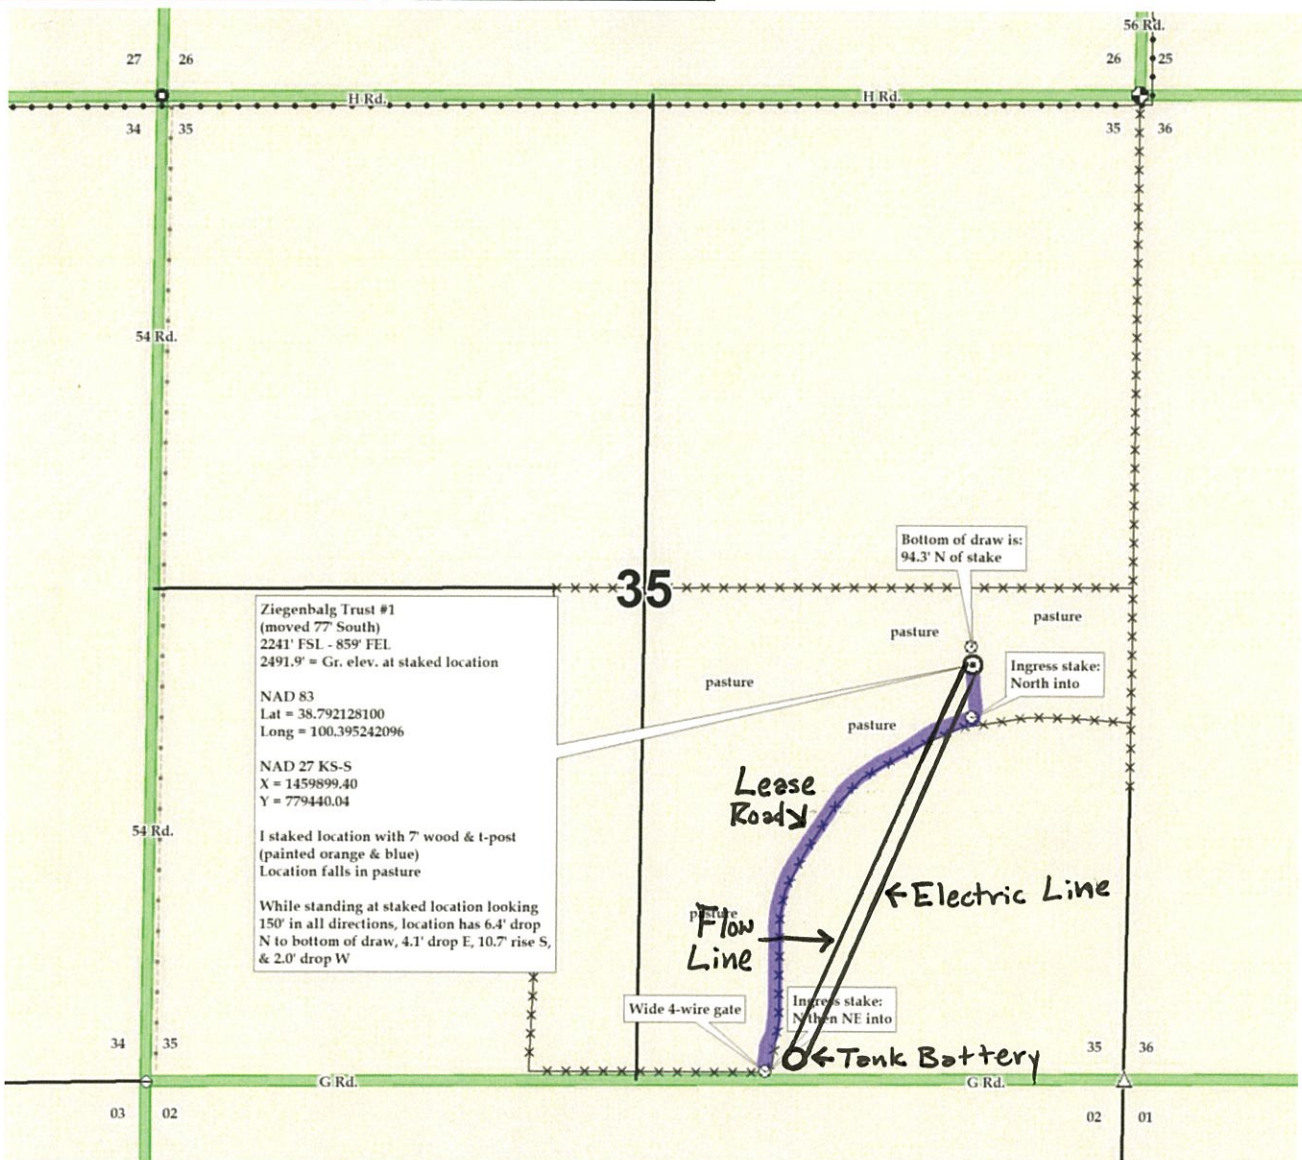 56 Rd.
27 26
26 25
H Rd.
H Rd.
34 35
35 36
54 Rd.
Bottom of draw is:
94.3' N of stake
35
Ziegenbalg Trust #1
(moved 77' South)
2241' FSL - 859' FEL
2491.9' = Gr. elev. at staked location
NAD 83
Lat = 38.792128100
Long = 100.395242096
NAD 27 KS-S
X = 1459899.40
Y = 779440.04
I staked location with 7' wood & t-post
(painted orange & blue)
Location falls in pasture
While standing at staked location looking
150' in all directions, location has 6.4' drop
N to bottom of draw, 4.1' drop E, 10.7' rise S,
& 2.0' drop W
pasture
pasture
Ingress stake:
North into
pasture
pasture
Lease
Road
54 Rd.
Electric Line
pasture
Flow
Line
Wide 4-wire gate
Ingress stake:
N then NE into
Tank Battery
34 35
35 36
G Rd.
G Rd.
03 02
02 01